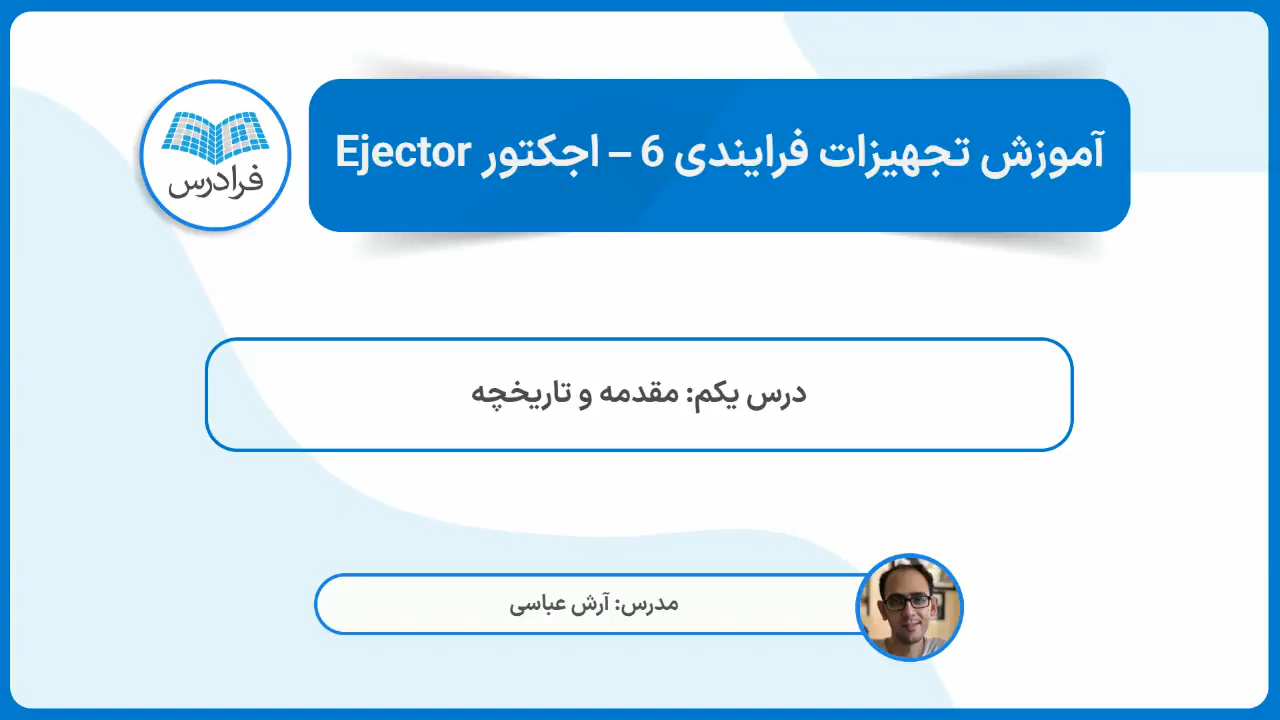 آموزش تجهیزات فرایندی 6 – اجکتور Ejector
فرادرس
درس یکم: مقدمه و تاریخچه
مدرس: آرش عباسی